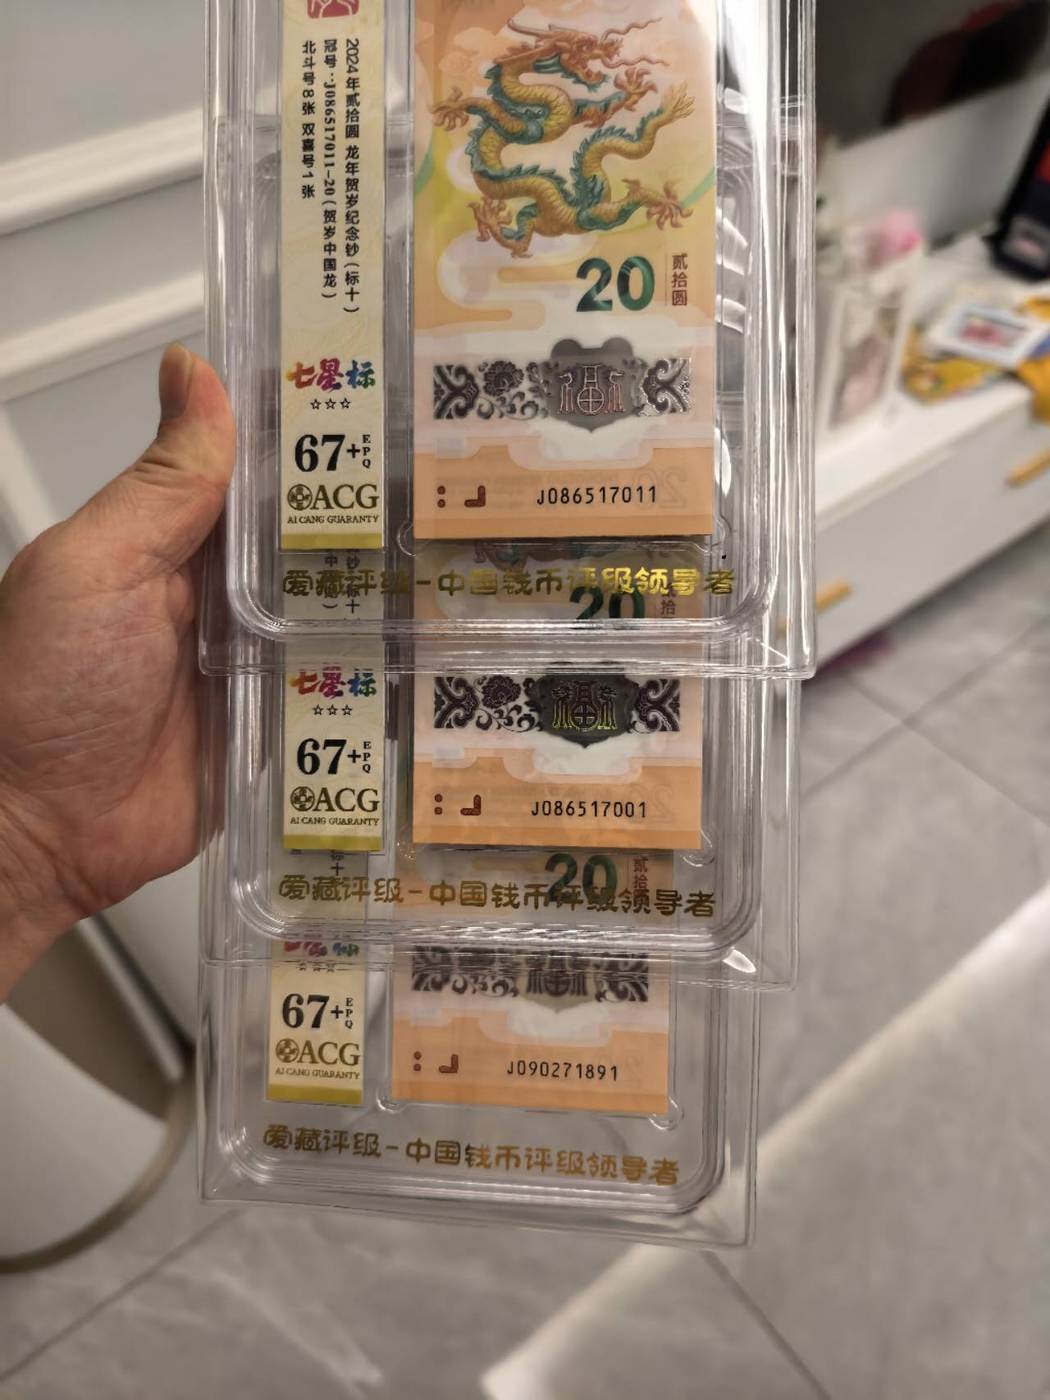 2024年贰拾圆 龙年贺岁纪念钞(标十)
冠号:J086517011-20(贺岁中国龙)
北斗号8张 双喜号1张
七星标
☆☆☆
67+EPQ
ACG
AI CANG GUARANTY
20
贰拾圆
J086517011
爱藏评级-中国钱币评级领导者
20
七星标
☆☆☆
67+EPQ
ACG
AI CANG GUARANTY
J086517001
20
贰拾
爱藏评级-中国钱币评级领导者
☆☆☆
67+EPQ
ACG
AI CANG GUARANTY
J090271891
爱藏评级-中国钱币评级领导者